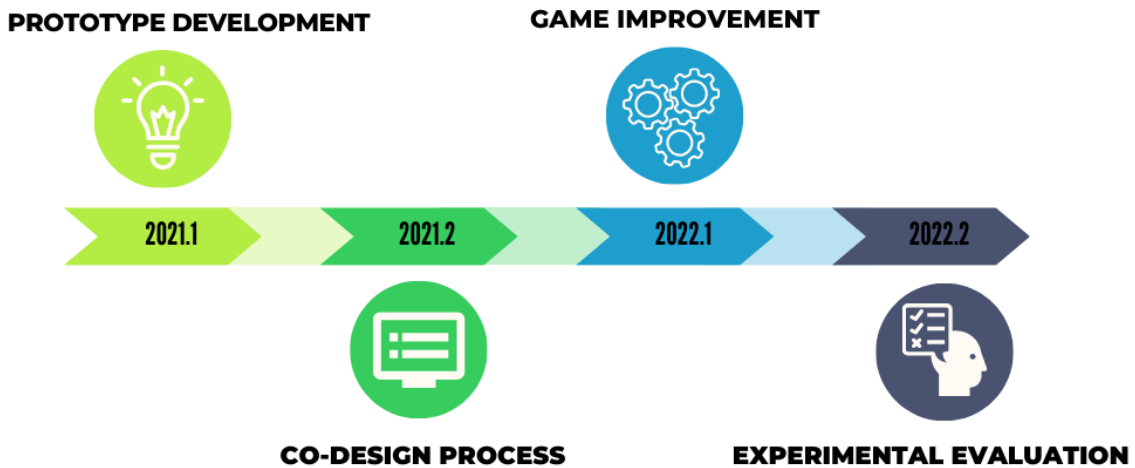 PROTOTYPE DEVELOPMENT
GAME IMPROVEMENT
2021.1
2021.2
2022.1
2022.2
CO-DESIGN PROCESS
EXPERIMENTAL EVALUATION